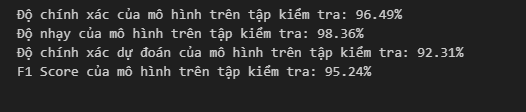 Độ chính xác của mô hình trên tập kiểm tra: 96.49%
Độ nhạy của mô hình trên tập kiểm tra: 98.36%
Độ chính xác dự đoán của mô hình trên tập kiểm tra: 92.31%
F1 Score của mô hình trên tập kiểm tra: 95.24%